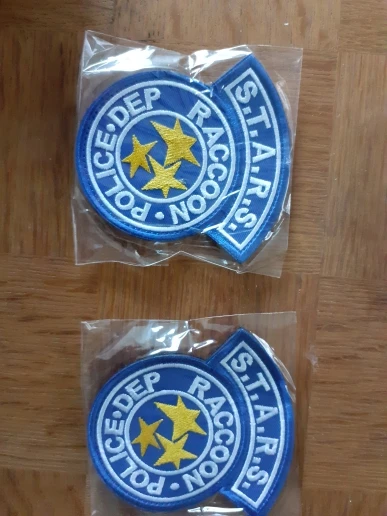 S.T.A.R.S.
RACCOON • POLICE • DEP
S.T.A.R.S.
RACCOON • POLICE • DEP